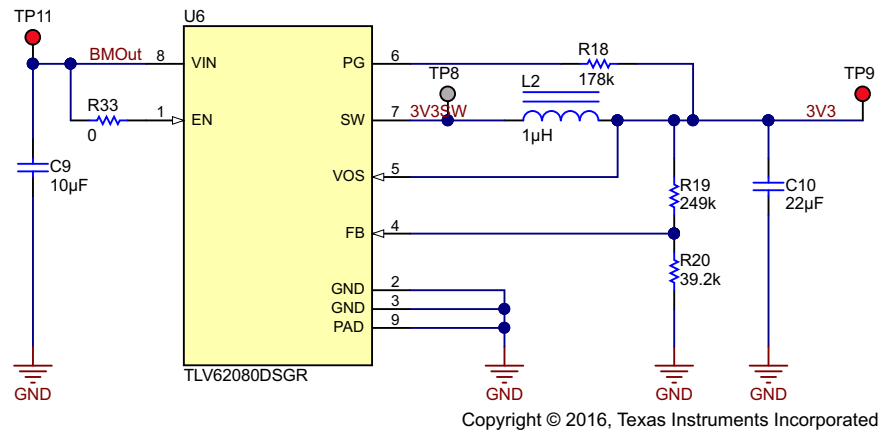 U6
TP11
BMOut
8
VIN
PG
6
R18
178k
TP8
L2
TP9
R33
0
1
EN
SW
7
3V3SW
1µH
3V3
C9
10µF
VOS
5
R19
249k
C10
22µF
FB
4
R20
39.2k
GND
2
GND
3
PAD
9
TLV62080DSGR
GND
GND
GND
GND
Copyright © 2016, Texas Instruments Incorporated